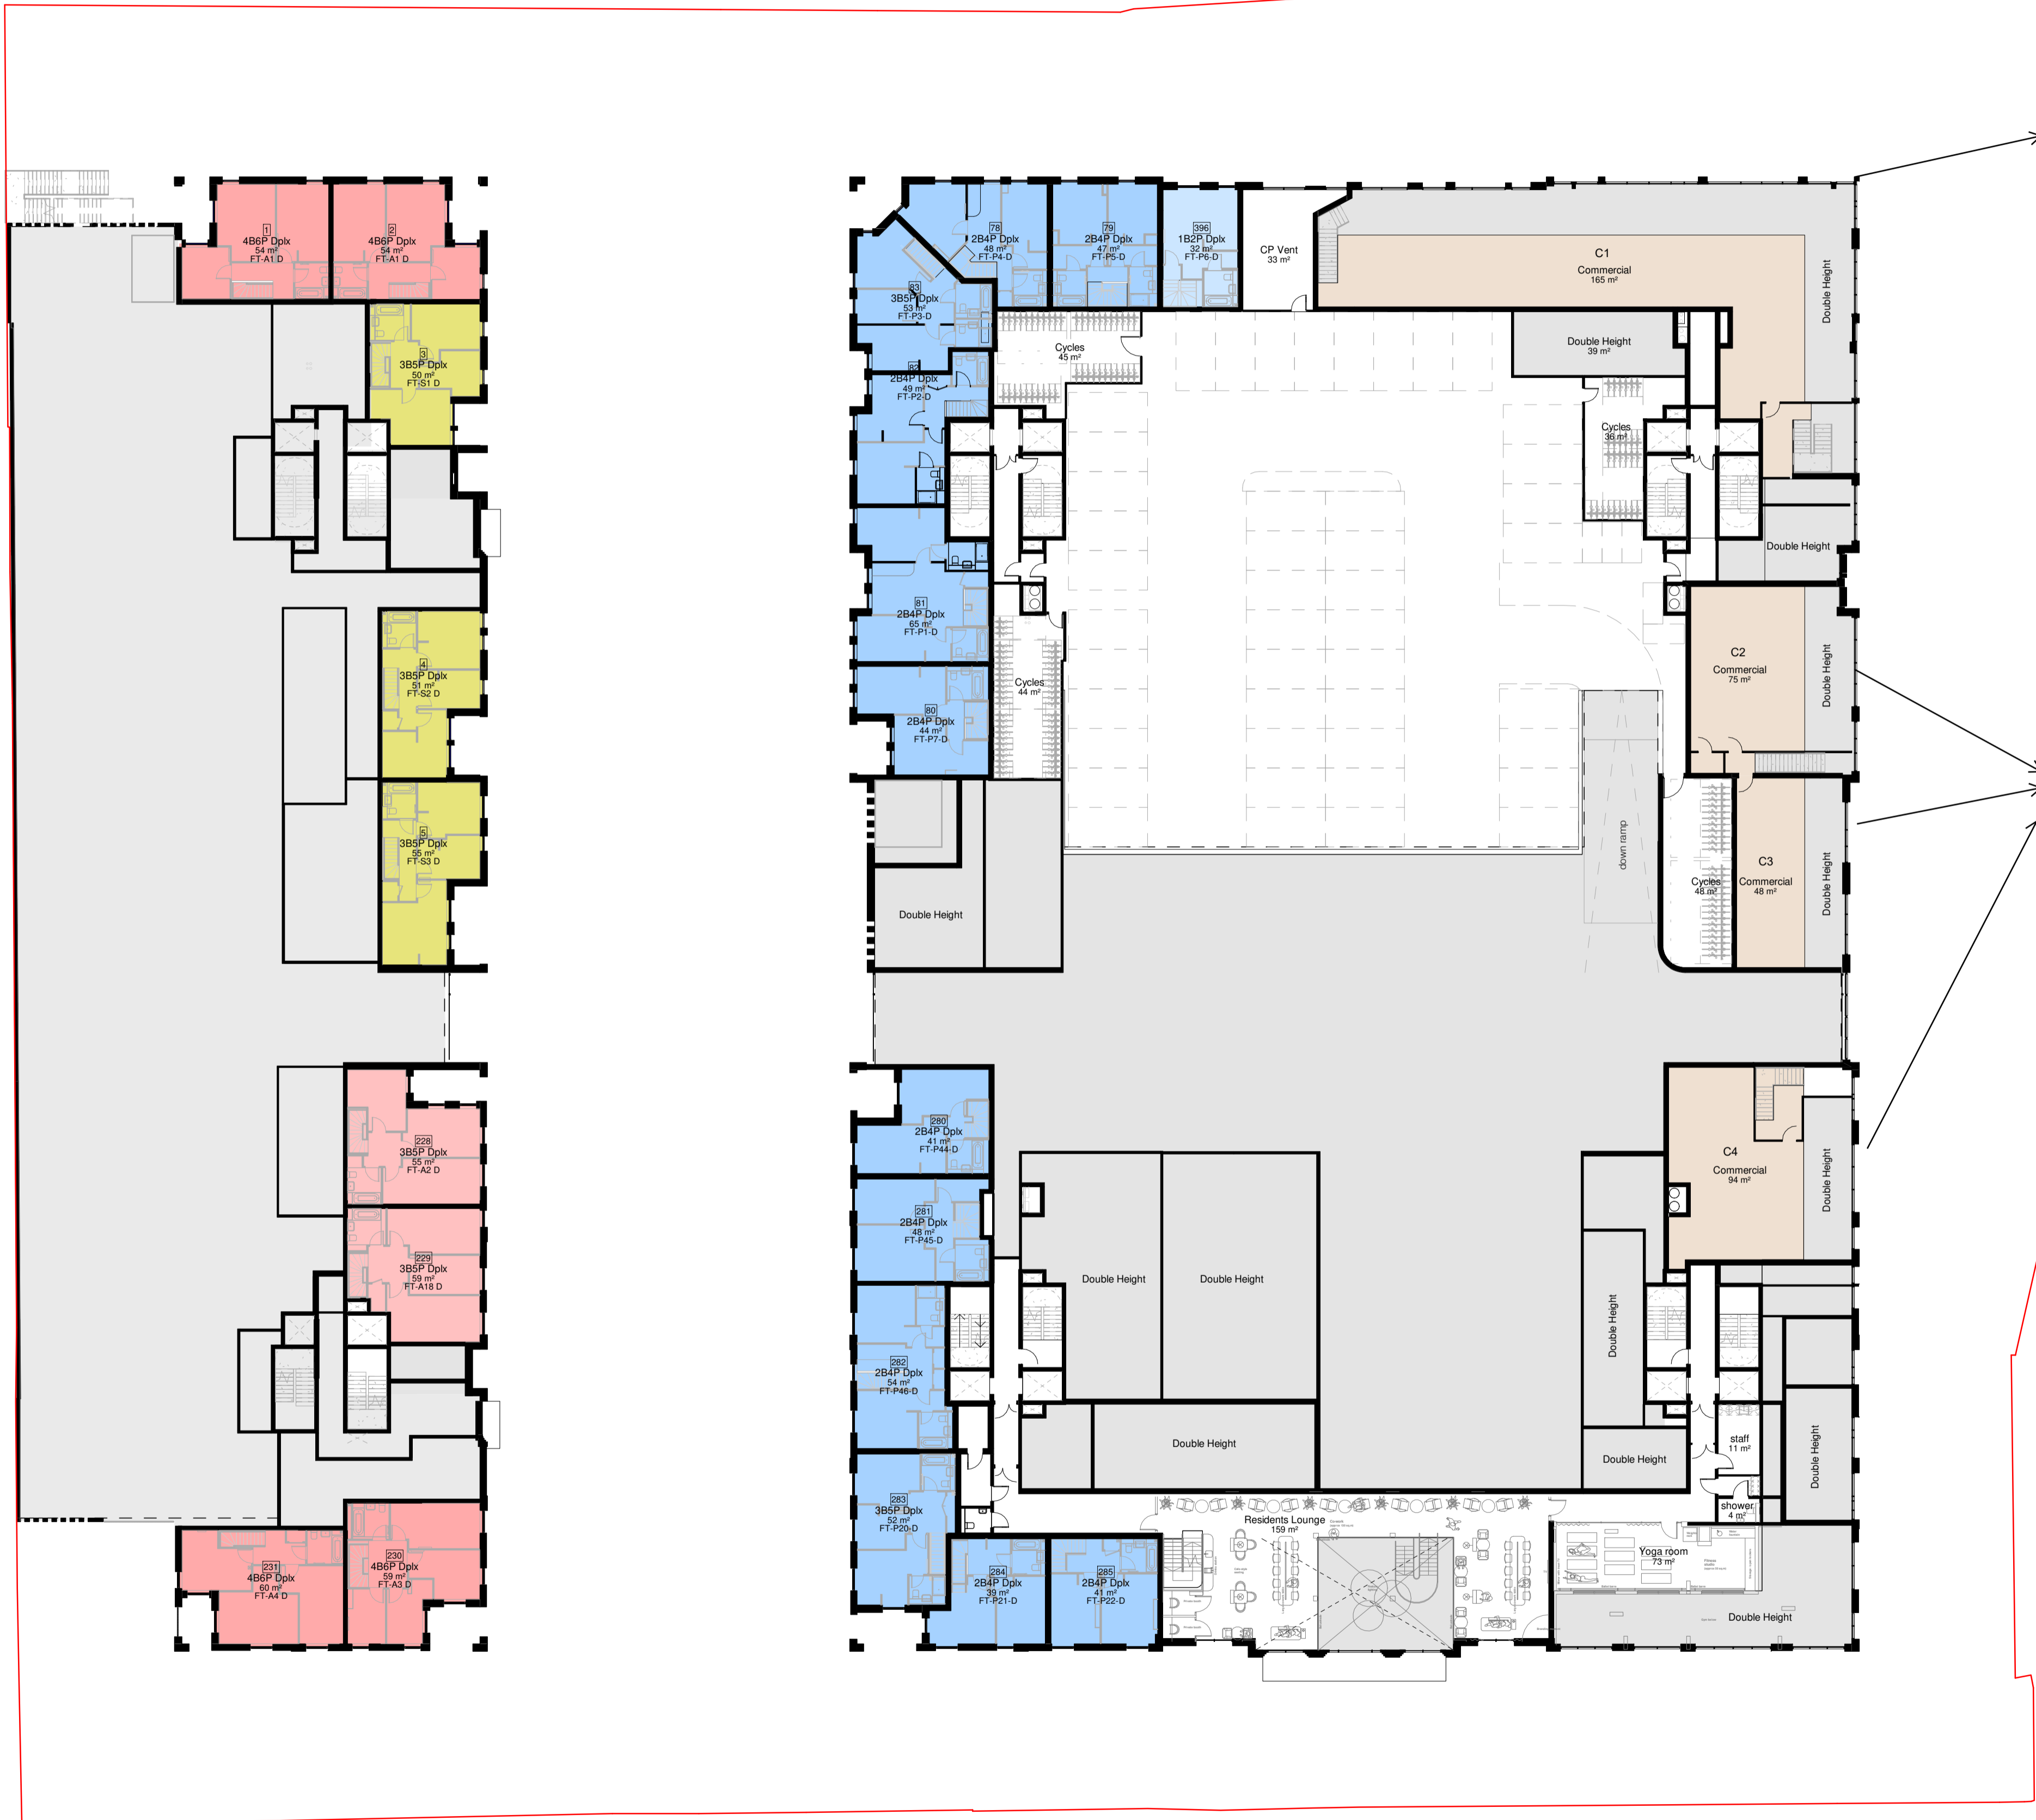 1
4B6P Dplx
54 m²
FT-A1 D
2
4B6P Dplx
54 m²
FT-A1 D
3
3B5P Dplx
50 m²
FT-S1 D
4
3B5P Dplx
51 m²
FT-S2 D
5
3B5P Dplx
55 m²
FT-S3 D
228
3B5P Dplx
55 m²
FT-A2 D
229
3B5P Dplx
59 m²
FT-A18 D
230
4B6P Dplx
59 m²
FT-A3 D
231
4B6P Dplx
60 m²
FT-A4 D
78
2B4P Dplx
48 m²
FT-P4-D
79
2B4P Dplx
47 m²
FT-P5-D
396
1B2P Dplx
32 m²
FT-P6-D
CP Vent
33 m²
C1
Commercial
165 m²
Double Height
83
3B5P Dplx
53 m²
FT-P3-D
82
2B4P Dplx
49 m²
FT-P2-D
Cycles
45 m²
Double Height
39 m²
Cycles
36 m²
Double Height
81
2B4P Dplx
65 m²
FT-P1-D
80
2B4P Dplx
44 m²
FT-P7-D
Cycles
44 m²
C2
Commercial
75 m²
Double Height
down ramp
Cycles
48 m²
C3
Commercial
48 m²
Double Height
Double Height
280
2B4P Dplx
41 m²
FT-P44-D
281
2B4P Dplx
48 m²
FT-P45-D
282
2B4P Dplx
54 m²
FT-P46-D
283
3B5P Dplx
52 m²
FT-P20-D
284
2B4P Dplx
39 m²
FT-P21-D
285
2B4P Dplx
41 m²
FT-P22-D
Double Height
Double Height
Double Height
Double Height
Double Height
C4
Commercial
94 m²
Double Height
staff
11 m²
shower
4 m²
Double Height
Residents Lounge
159 m²
Yoga room
73 m²
Double Height